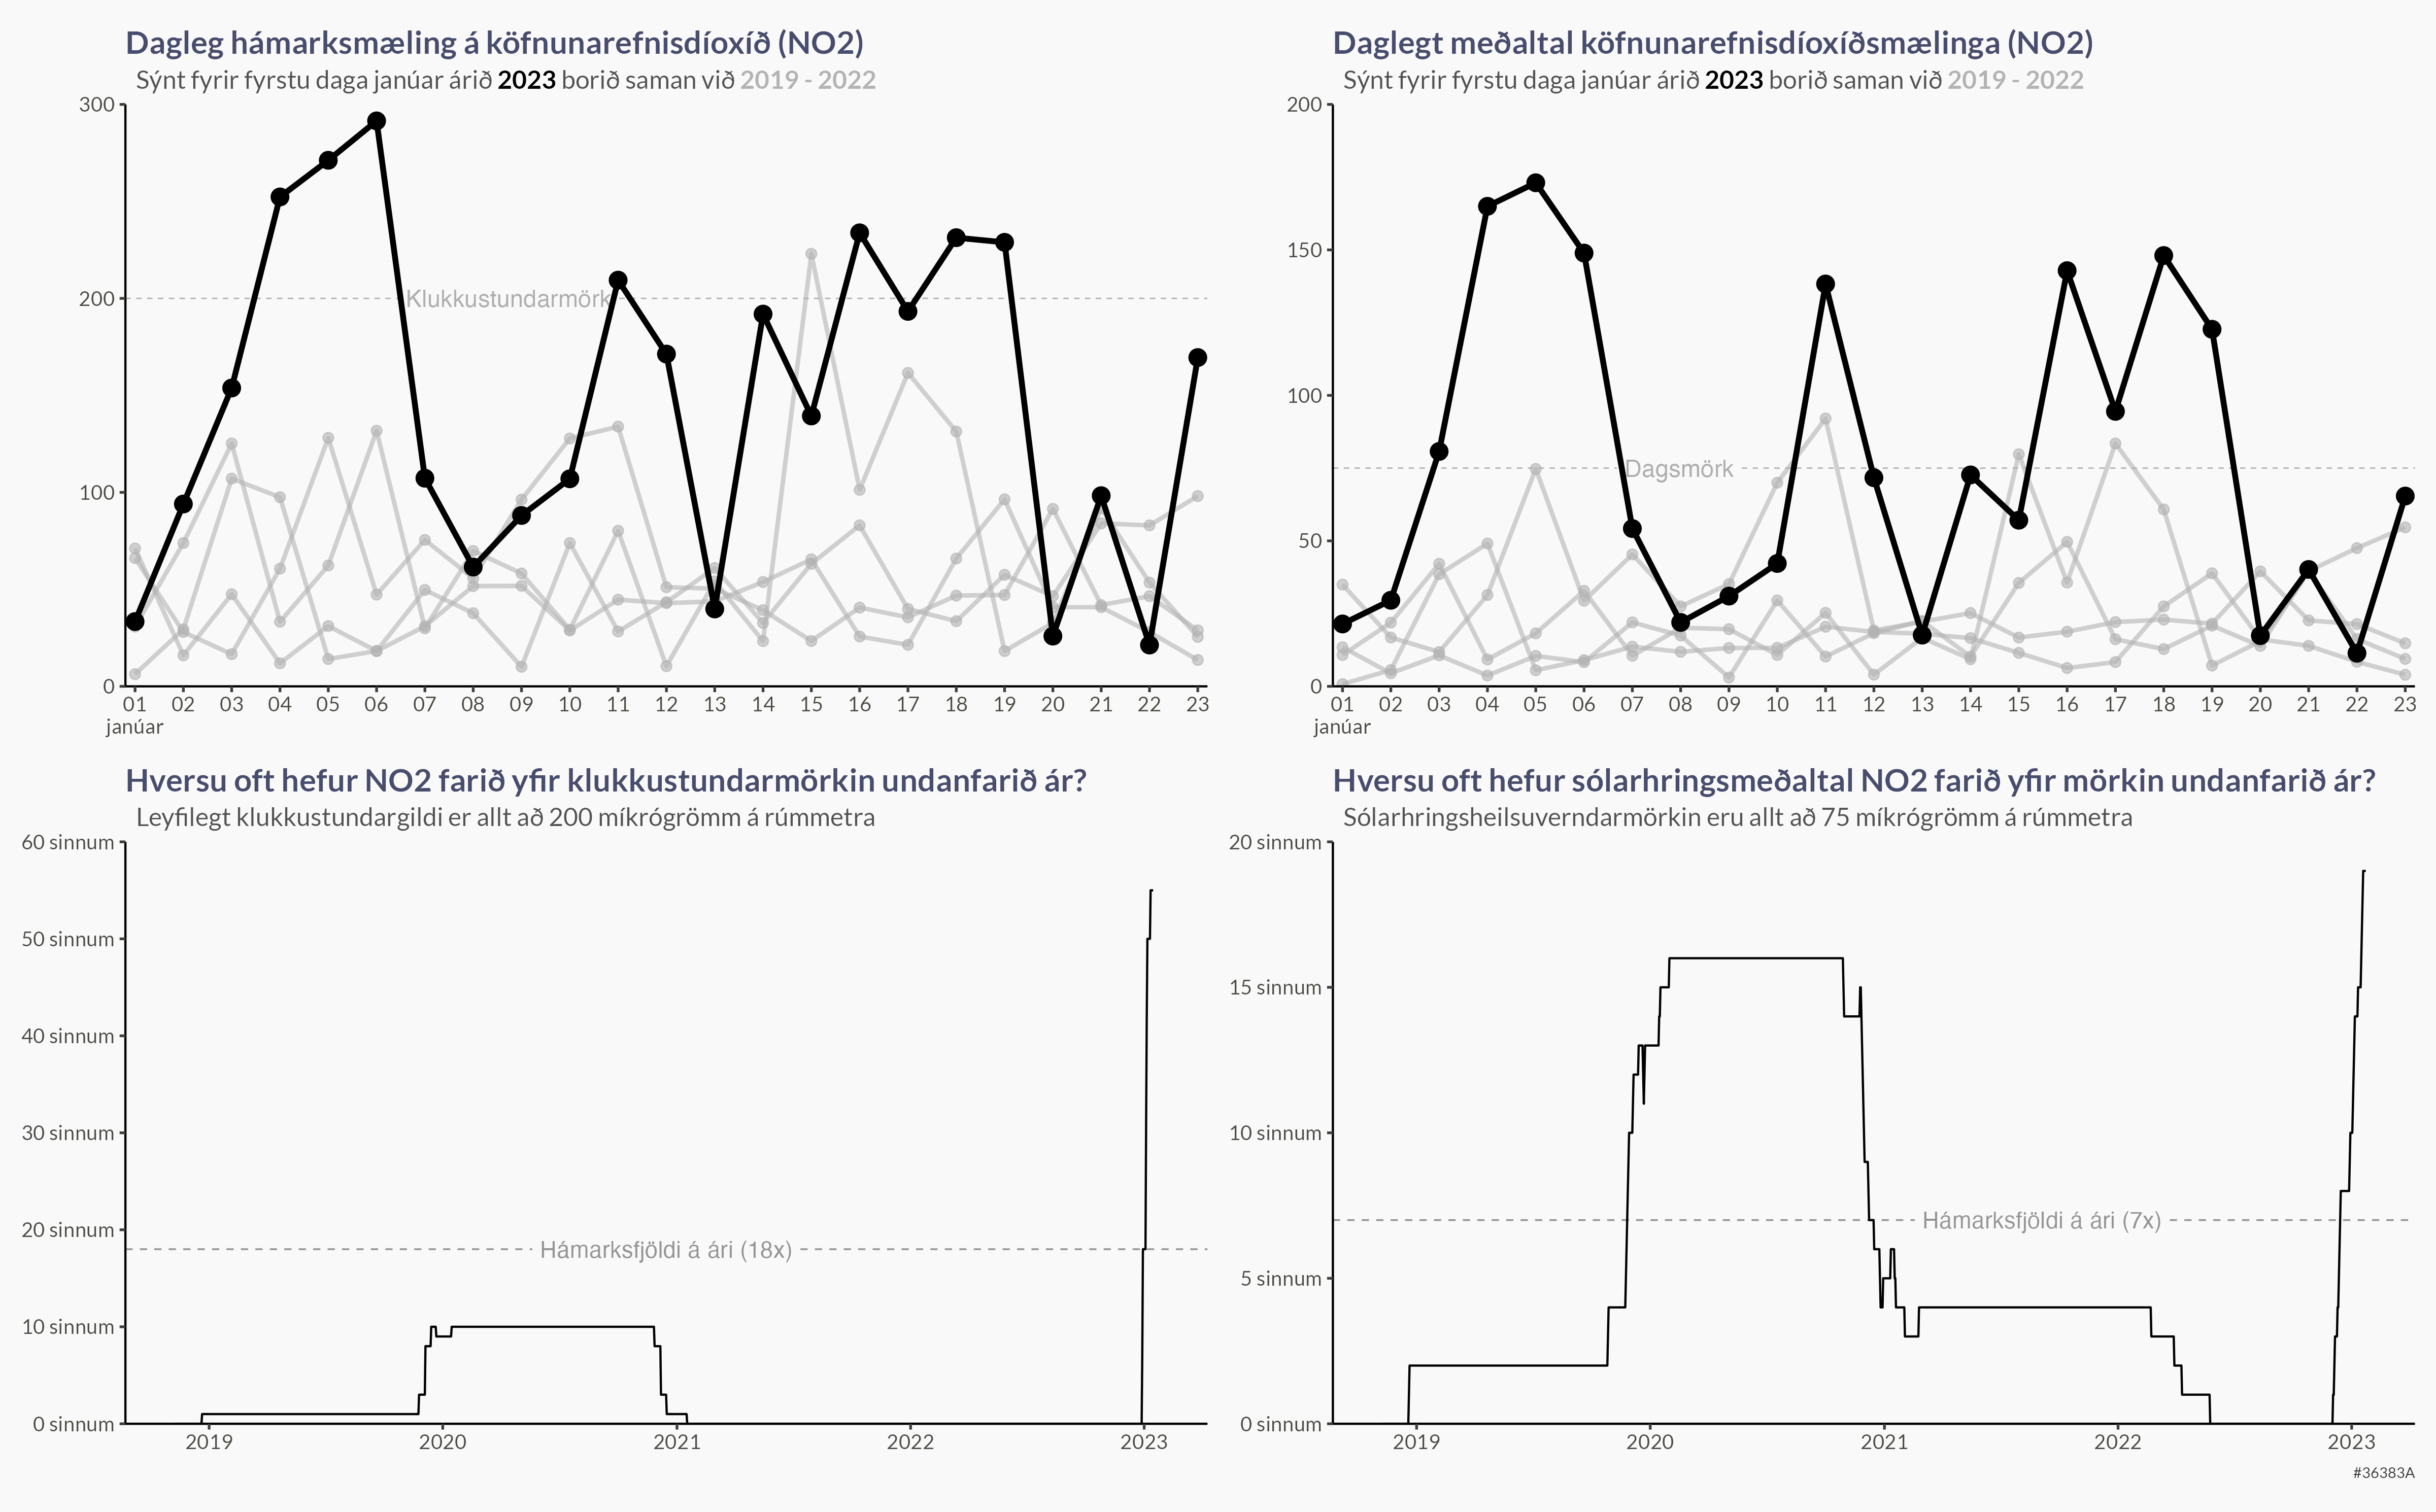 Dagleg hámarksmæling á köfnunarefnisdíoxíð (NO2)
Sýnt fyrir fyrstu daga janúar árið 2023 borið saman við 2019 - 2022
300
200
100
0
Klukkustundarmörk
01 02 03 04 05 06 07 08 09 10 11 12 13 14 15 16 17 18 19 20 21 22 23
janúar
Daglegt meðaltal köfnunarefnisdíoxíðsmælinga (NO2)
Sýnt fyrir fyrstu daga janúar árið 2023 borið saman við 2019 - 2022
200
150
100
50
0
Dagsmörk
01 02 03 04 05 06 07 08 09 10 11 12 13 14 15 16 17 18 19 20 21 22 23
janúar
Hversu oft hefur NO2 farið yfir klukkustundarmörkin undanfarið ár?
Leyfilegt klukkustundargildi er allt að 200 míkrógrömm á rúmmetra
60 sinnum
50 sinnum
40 sinnum
30 sinnum
20 sinnum
Hámarksfjöldi á ári (18x)
10 sinnum
0 sinnum
2019 2020 2021 2022 2023
Hversu oft hefur sólarhringsmeðaltal NO2 farið yfir mörkin undanfarið ár?
Sólarhringsheilsuverndarmörkin eru allt að 75 míkrógrömm á rúmmetra
20 sinnum
15 sinnum
10 sinnum
Hámarksfjöldi á ári (7x)
5 sinnum
0 sinnum
2019 2020 2021 2022 2023
#36383A